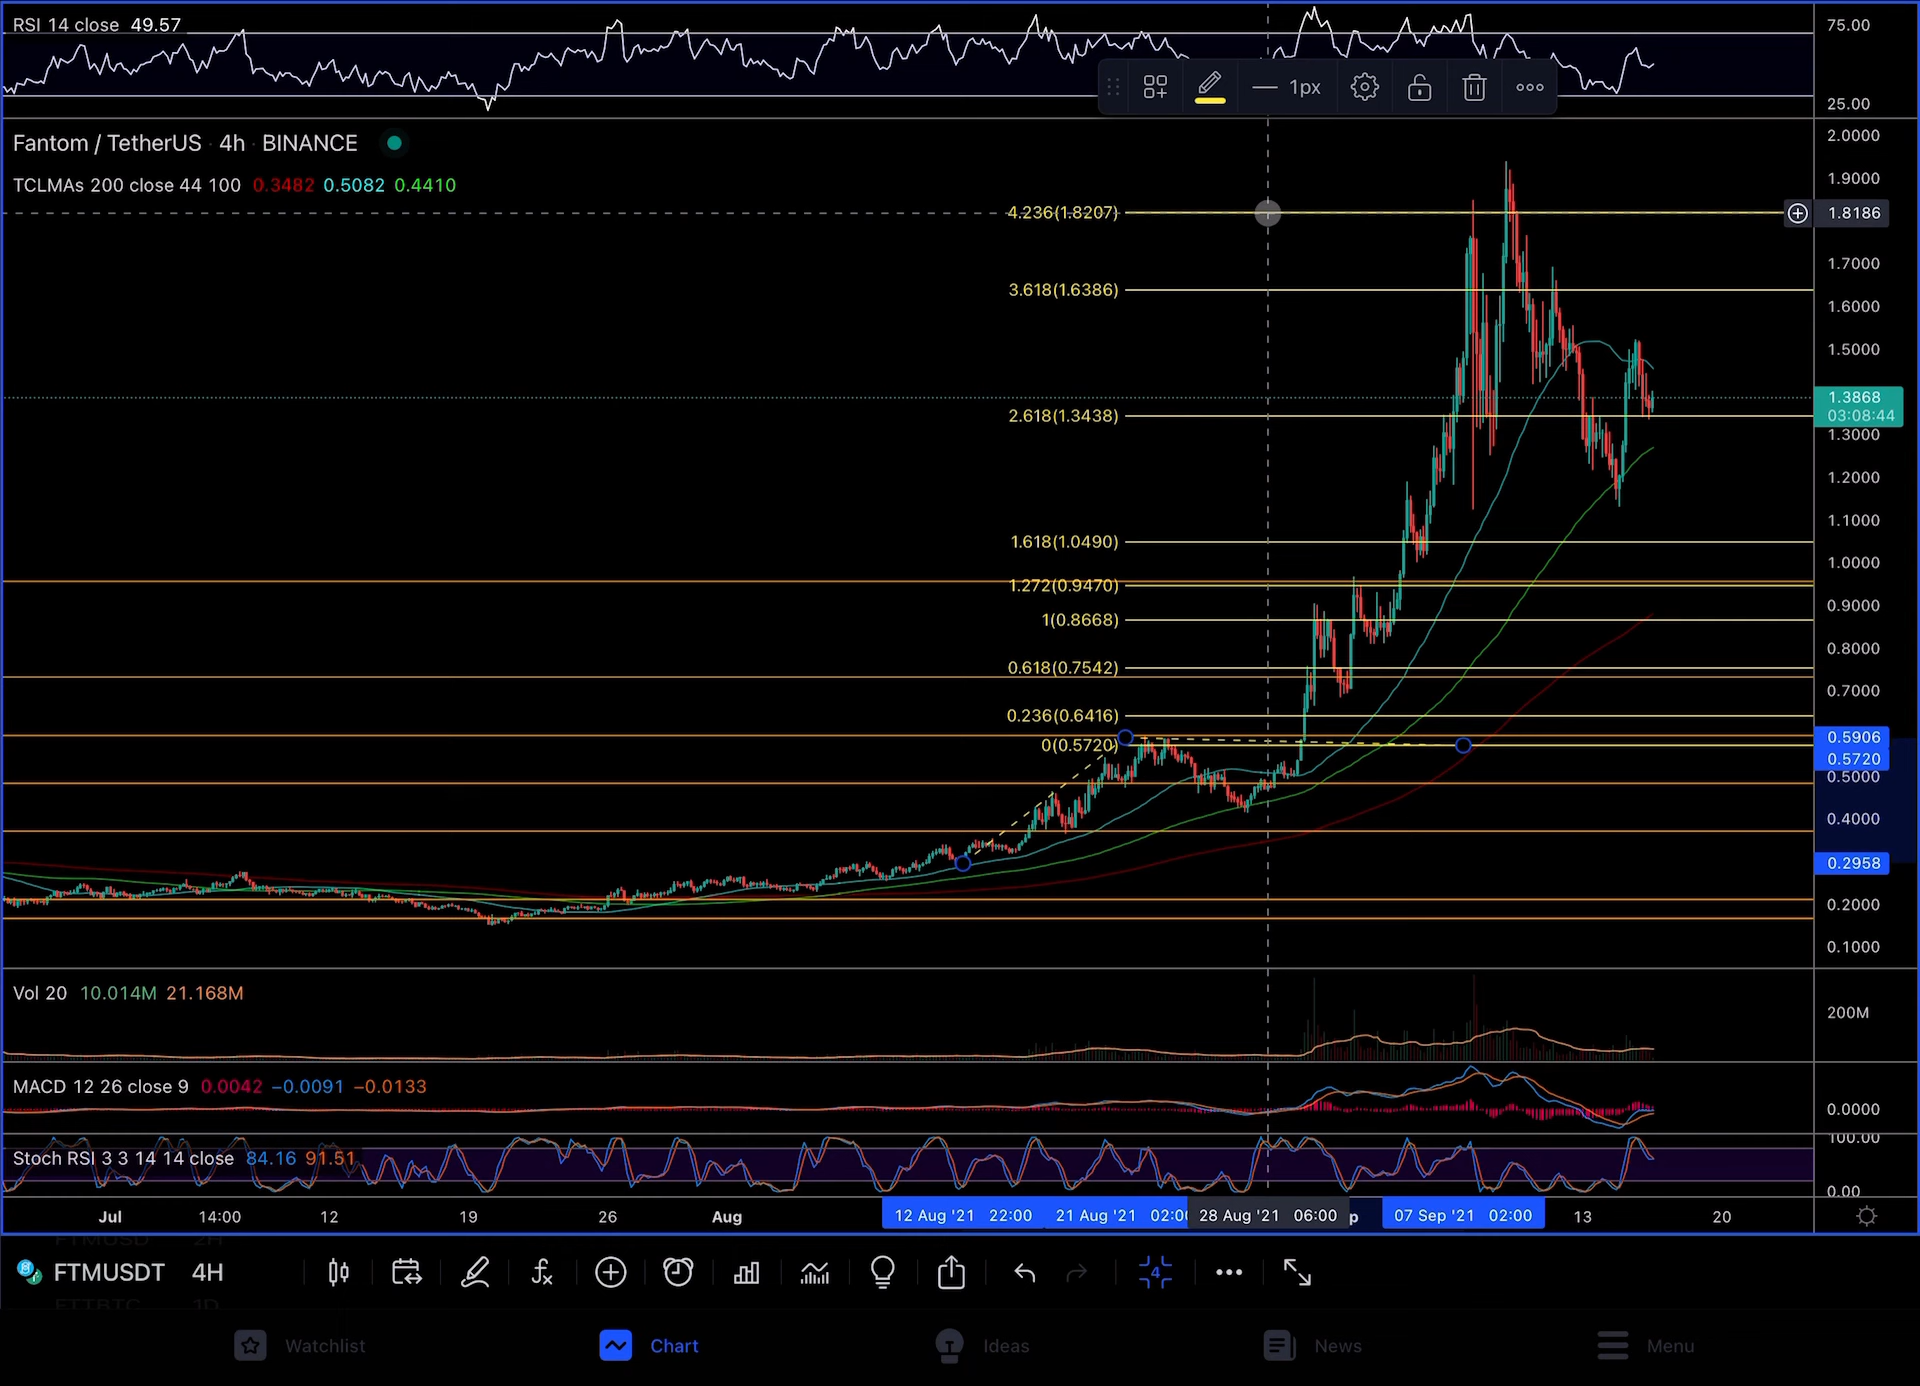 RSI 14 close 49.57
75.00
1px
25.00
Fantom / TetherUS · 4h · BINANCE
2.0000
TCLMAs 200 close 44 100 0.3482 0.5082 0.4410
1.9000
4.236(1.8207)
1.8186
1.7000
3.618(1.6386)
1.6000
1.5000
1.3868
03:08:44
2.618(1.3438)
1.3000
1.2000
1.1000
1.618(1.0490)
1.0000
1.272(0.9470)
0.9000
1(0.8668)
0.8000
0.618(0.7542)
0.7000
0.236(0.6416)
0.5906
0(0.5720)
0.5720
0.5000
0.4000
0.2958
0.2000
0.1000
Vol 20 10.014M 21.168M
200M
MACD 12 26 close 9 0.0042 −0.0091 −0.0133
0.0000
100.00
Stoch RSI 3 3 14 14 close 84.16 91.51
0.00
Jul 14:00 12 19 26 Aug 12 Aug '21 22:00 21 Aug '21 02:0 28 Aug '21 06:00 p 07 Sep '21 02:00 13 20
FTMUSD 2H
FTMUSDT 4H
4
FTTBTC 1D
Watchlist Chart Ideas News Menu